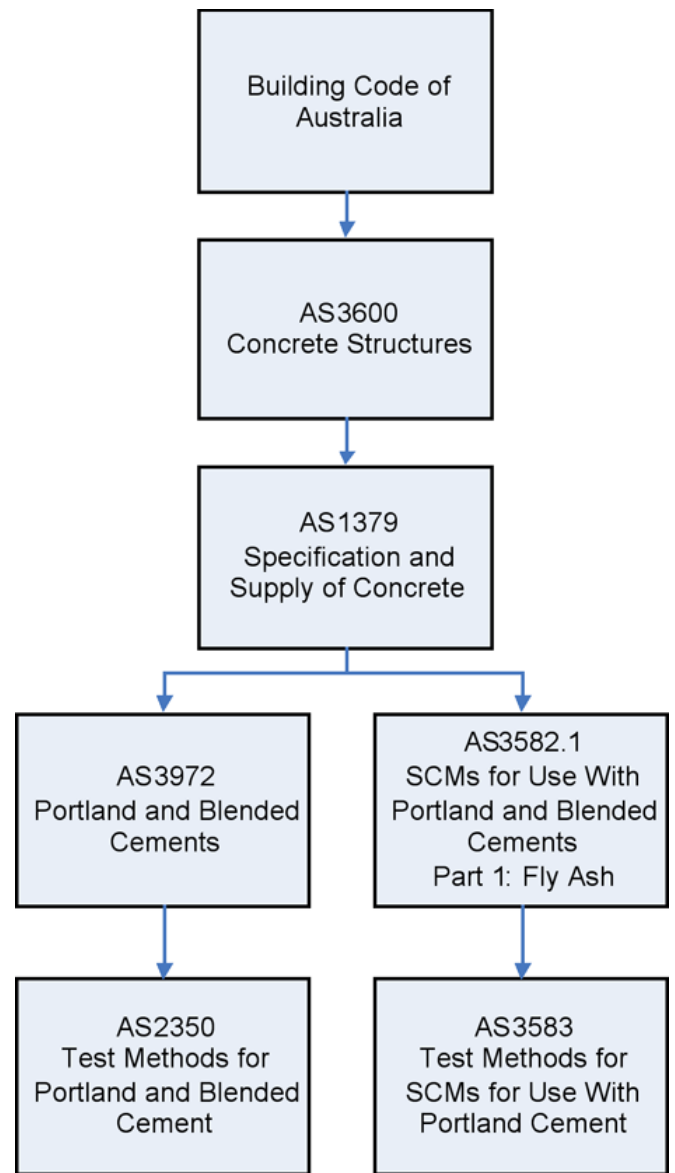 Building Code of
Australia
AS3600
Concrete Structures
AS1379
Specification and
Supply of Concrete
AS3972
Portland and Blended
Cements
AS3582.1
SCMs for Use With
Portland and Blended
Cements
Part 1: Fly Ash
AS2350
Test Methods for
Portland and Blended
Cement
AS3583
Test Methods for
SCMs for Use With
Portland Cement